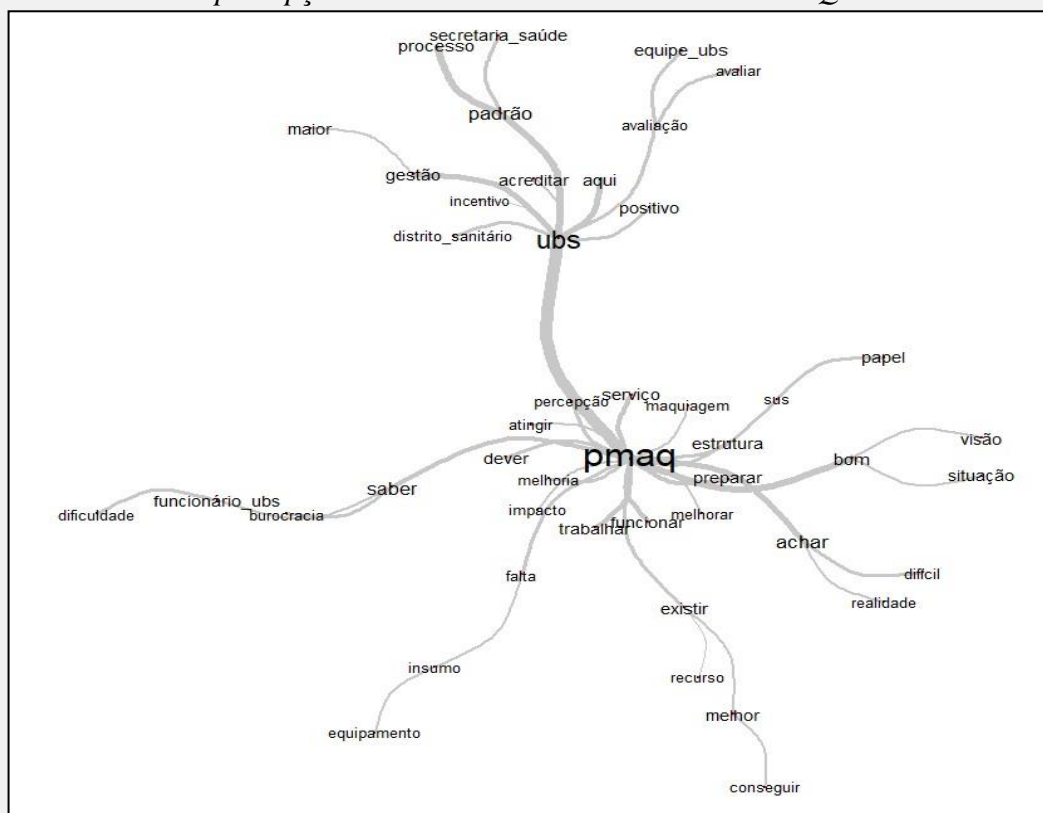 secretaria_saúde
processo
equipe_ubs
avaliar
padrão
avaliação
maior
gestão
acreditar
aqui
incentivo
positivo
distrito_sanitário
ubs
papel
percepção
serviço
sus
maquiagem
atingir
estrutura
visão
pmaq
bom
dever
preparar
situação
melhoria
saber
funcionário_ubs
impacto
dificuldade
burocracia
melhorar
trabalhar
funcionar
achar
falta
diffcil
realidade
existir
insumo
recurso
melhor
equipamento
conseguir